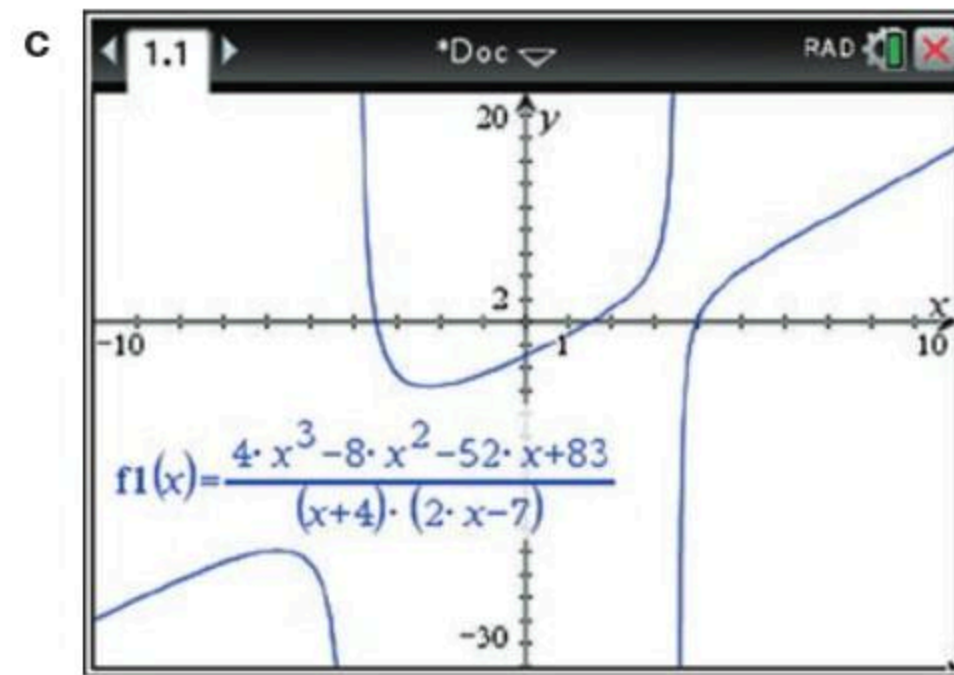 c
1.1 *Doc RAD
20 y
2
x
-10 1 10
f1(x)=4·x^3-8·x^2-52·x+83
(x+4)·(2·x-7)
-30